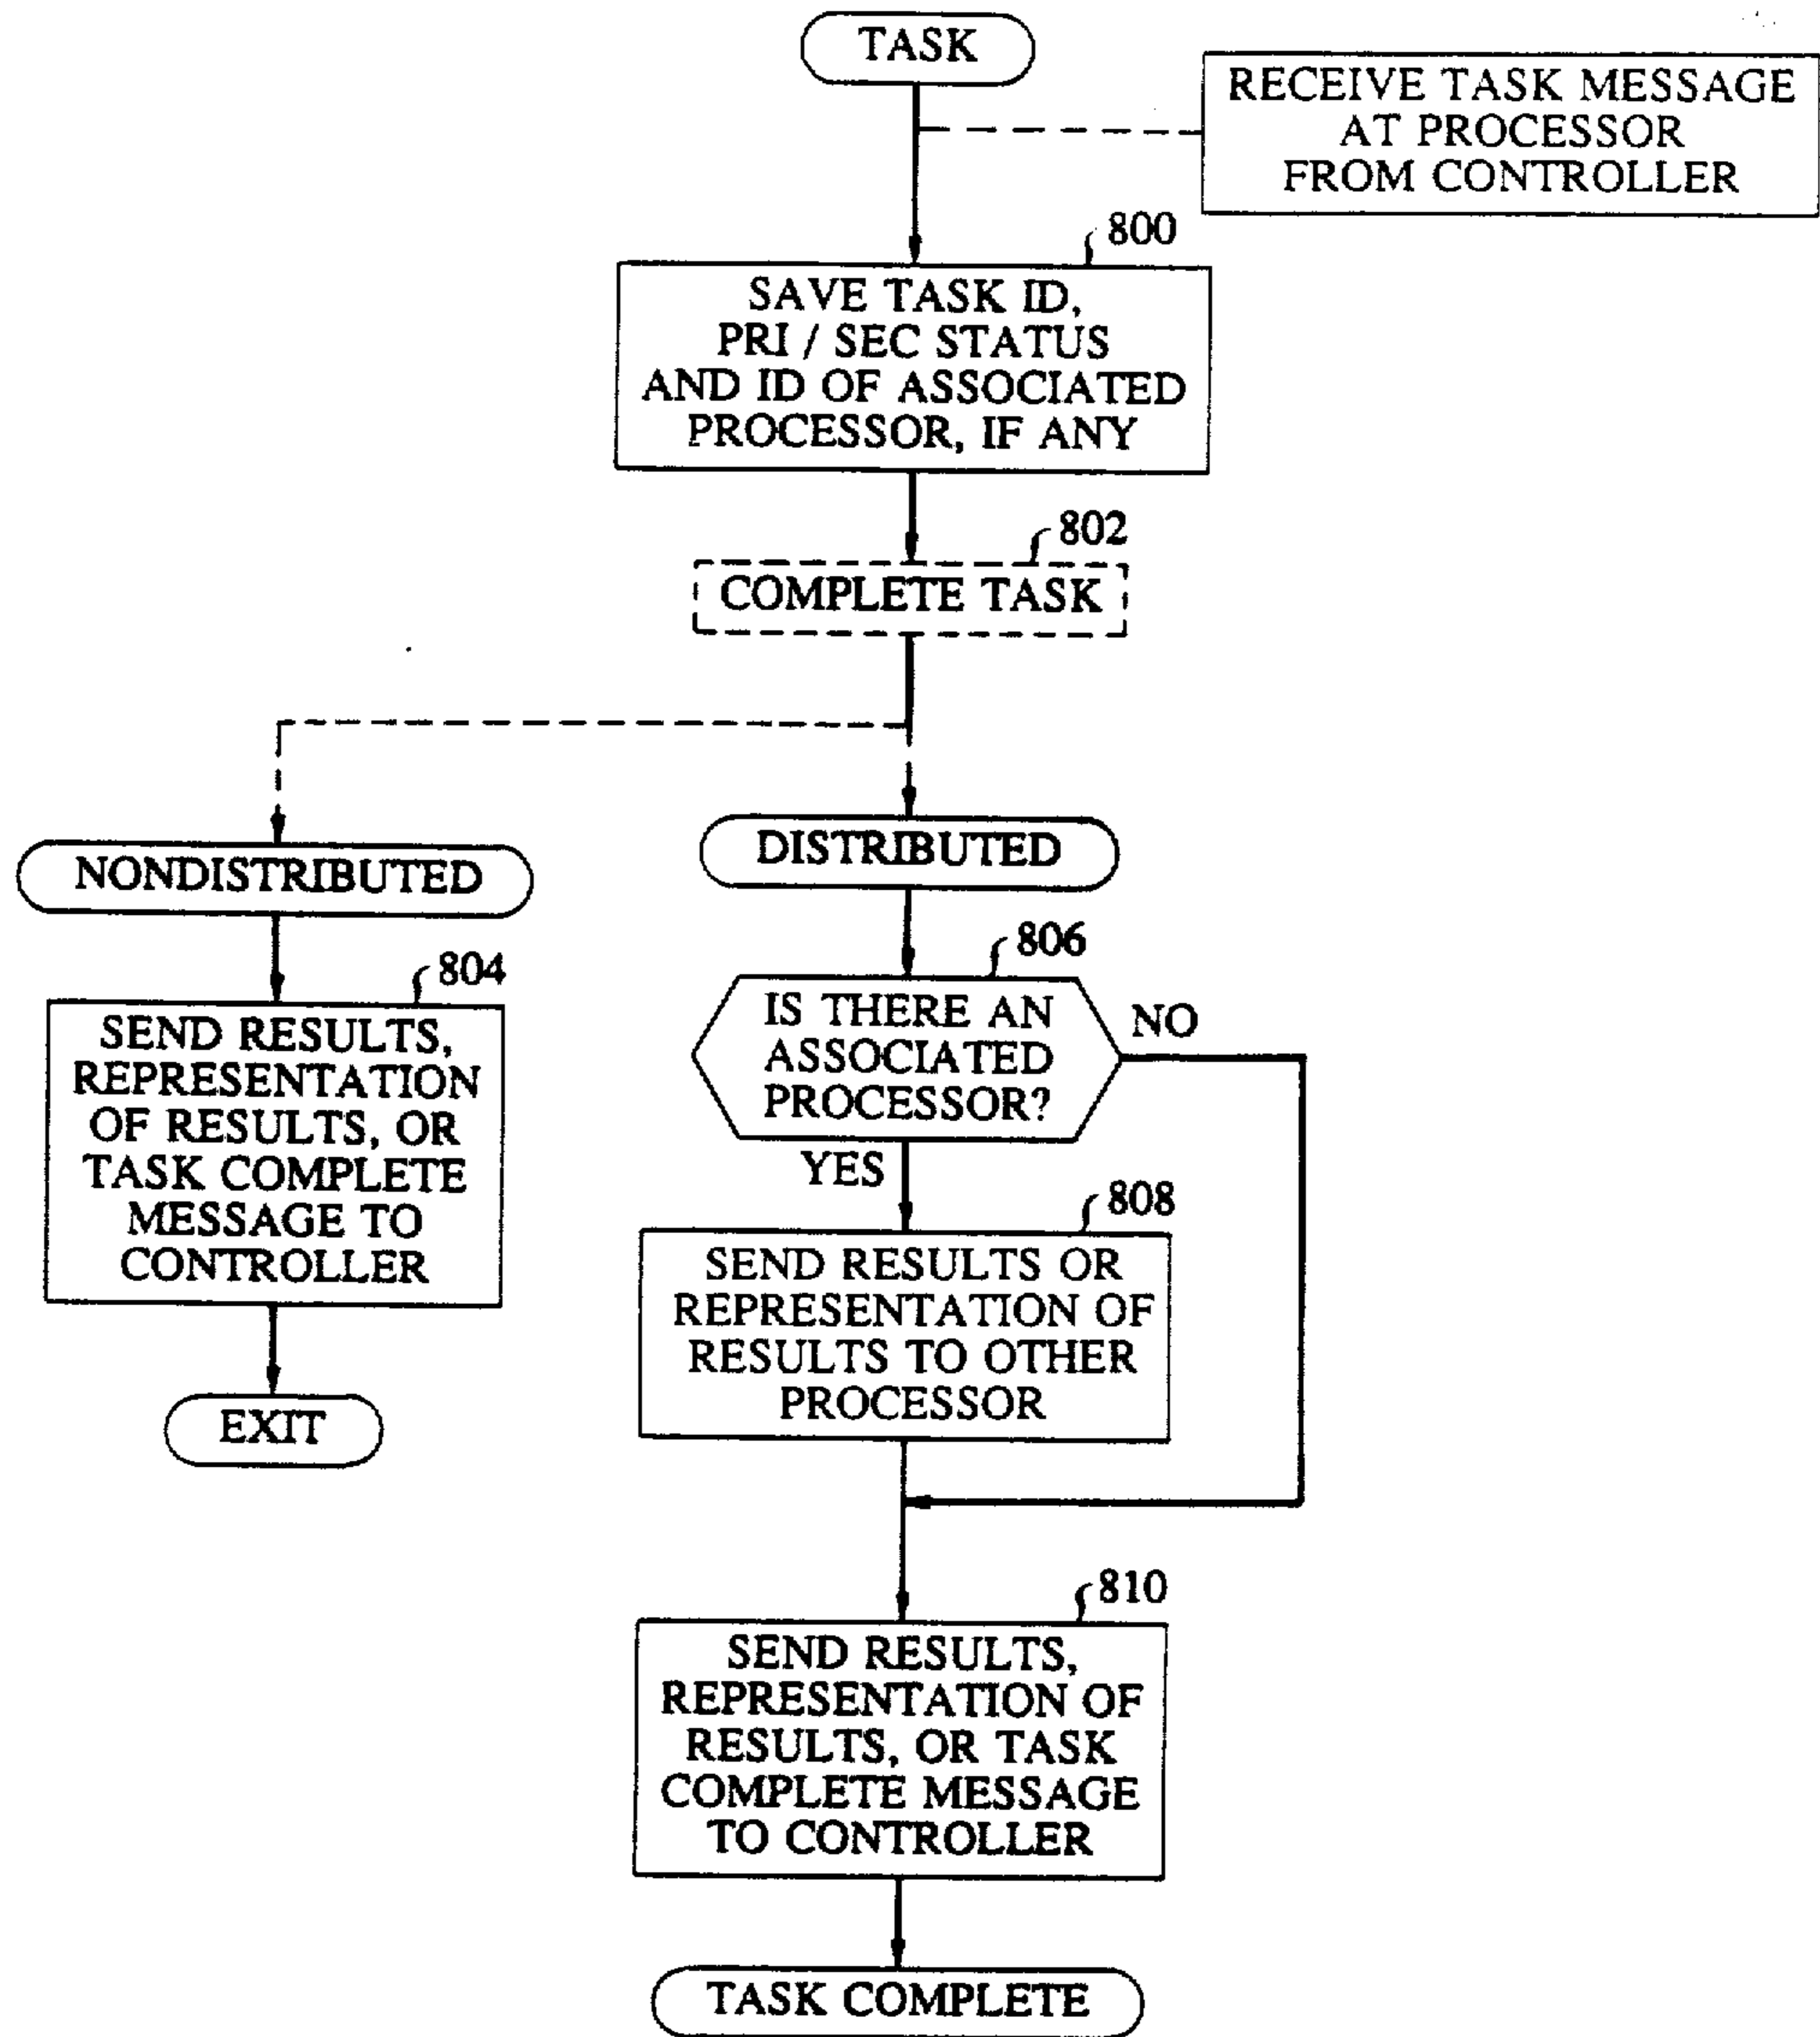 TASK
RECEIVE TASK MESSAGE
AT PROCESSOR
FROM CONTROLLER
800
SAVE TASK ID,
PRI / SEC STATUS
AND ID OF ASSOCIATED
PROCESSOR, IF ANY
802
COMPLETE TASK
NONDISTRIBUTED
804
SEND RESULTS,
REPRESENTATION
OF RESULTS, OR
TASK COMPLETE
MESSAGE TO
CONTROLLER
EXIT
DISTRIBUTED
806
IS THERE AN
ASSOCIATED
PROCESSOR?
NO
YES
808
SEND RESULTS OR
REPRESENTATION OF
RESULTS TO OTHER
PROCESSOR
810
SEND RESULTS,
REPRESENTATION OF
RESULTS, OR TASK
COMPLETE MESSAGE
TO CONTROLLER
TASK COMPLETE